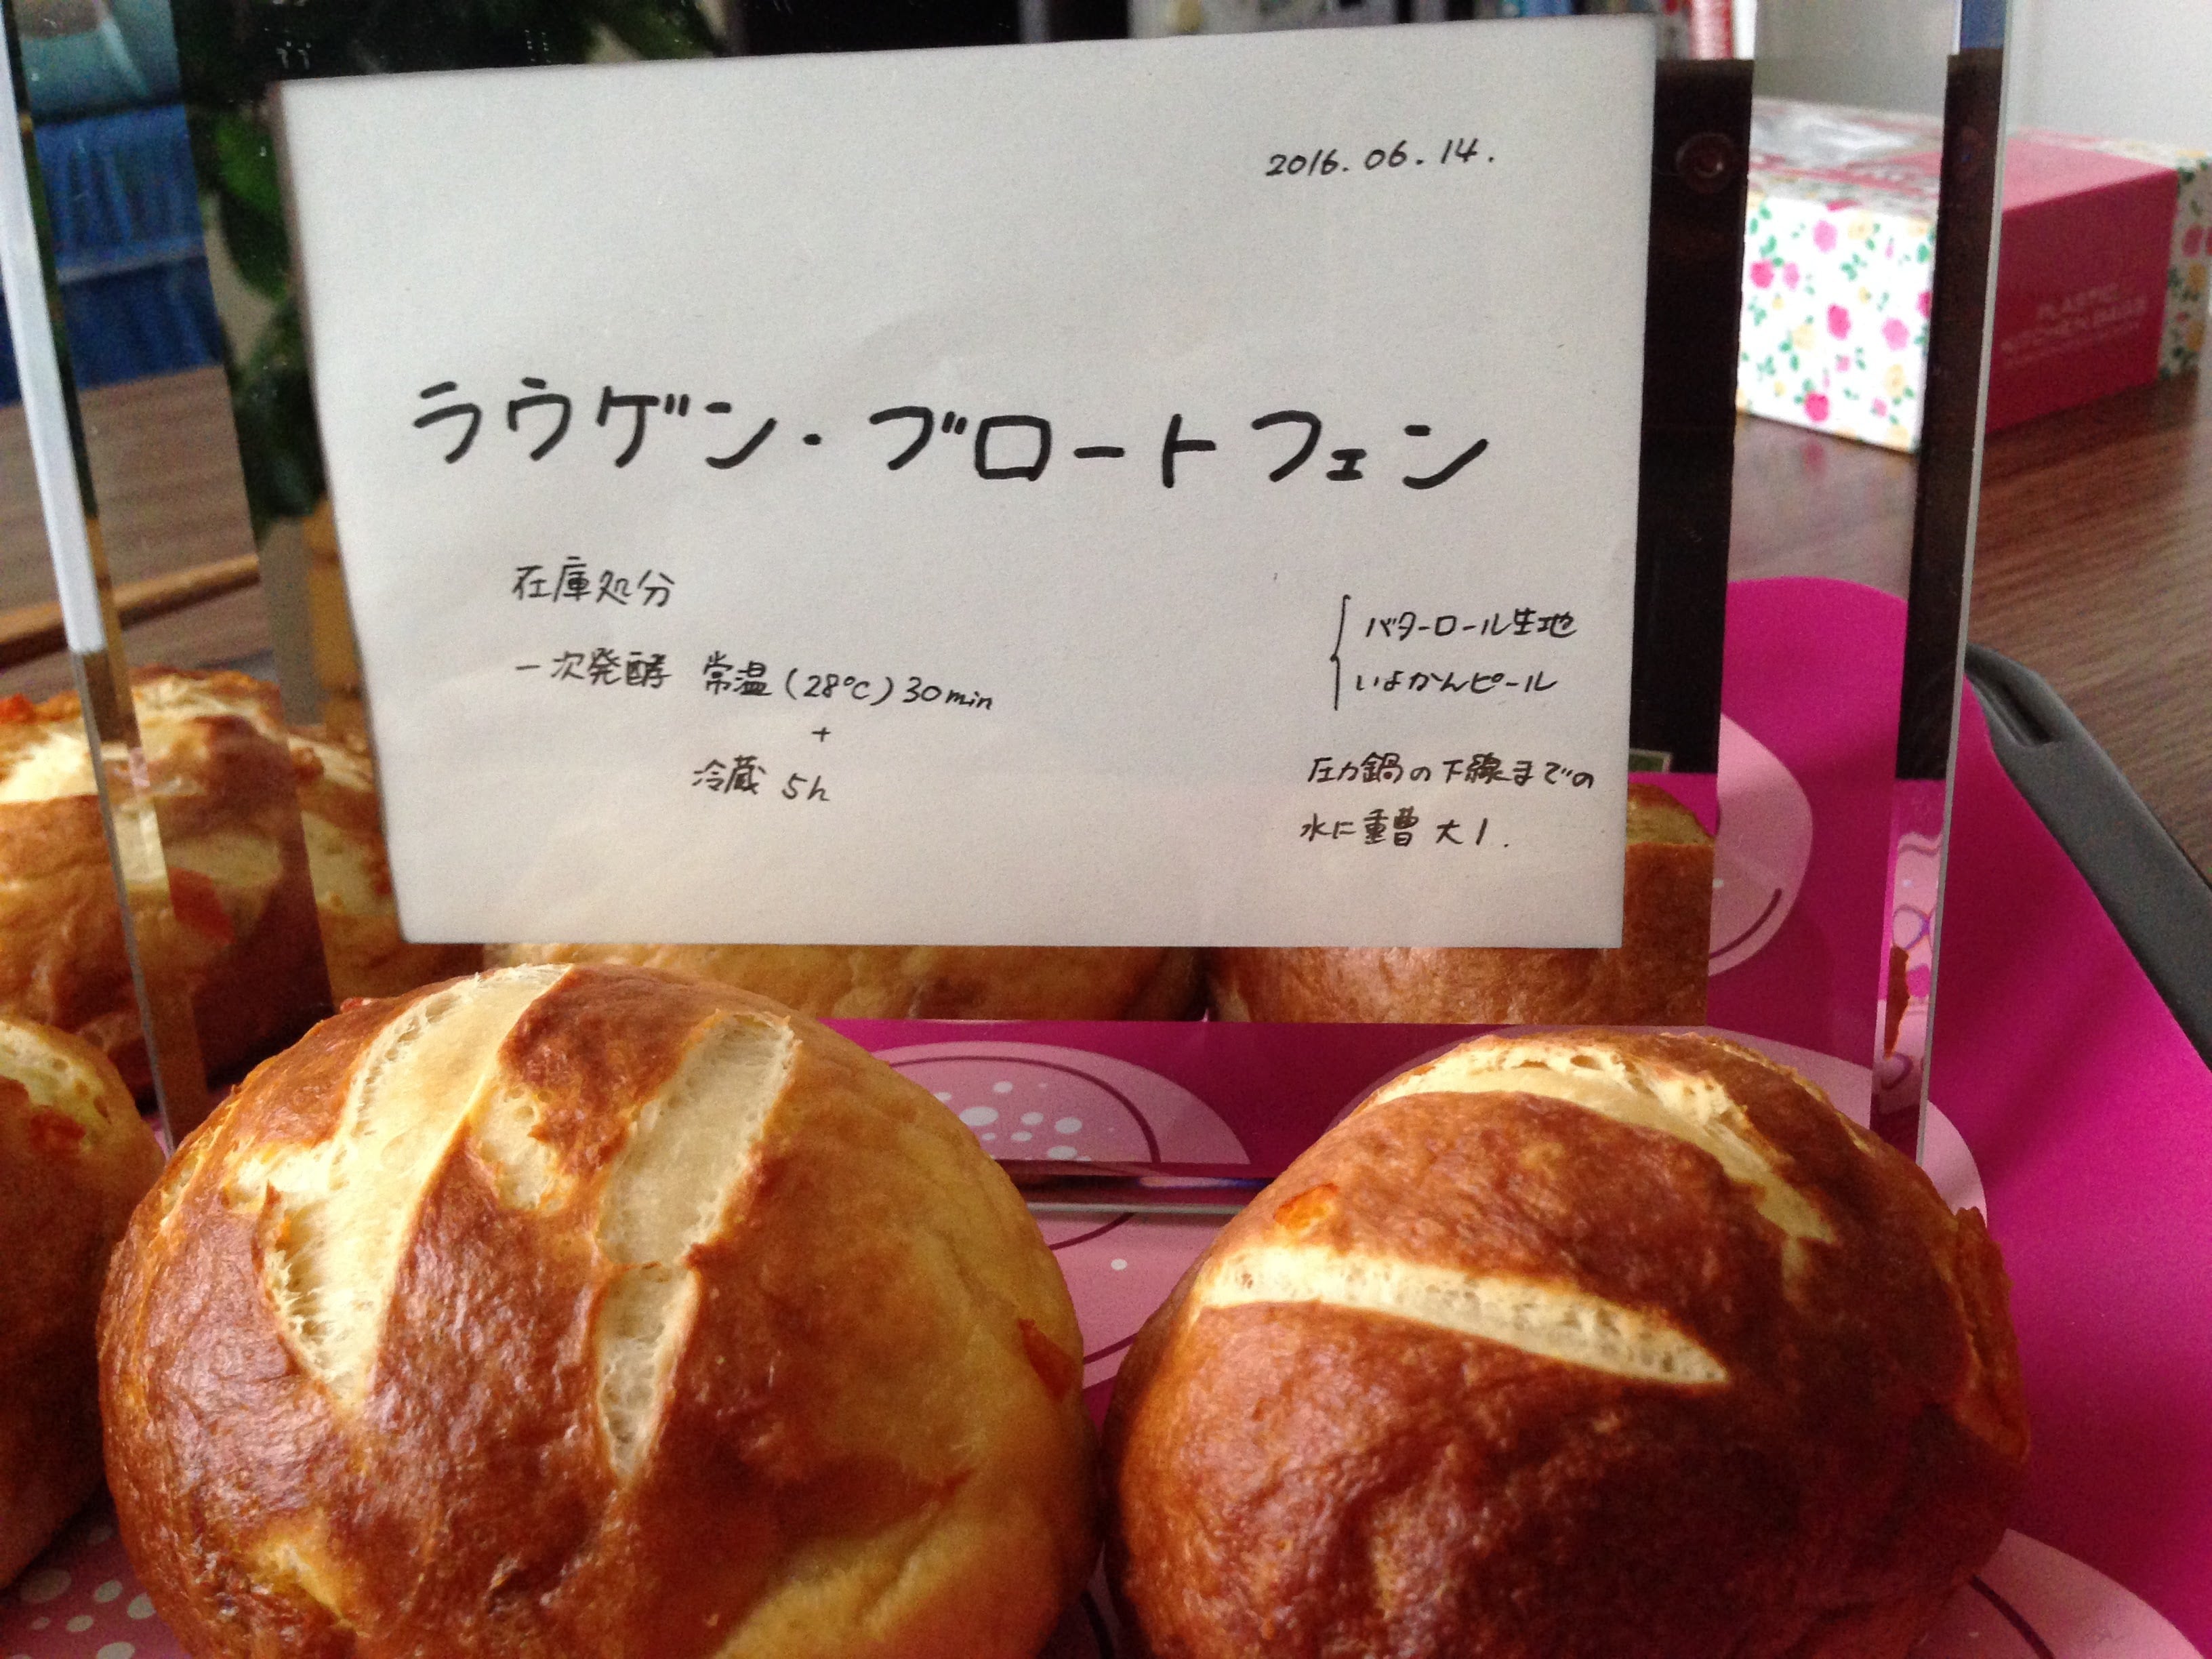 2016.06.14.
ラウゲン・ブロートフェン
在庫処分
一次発酵 常温(28℃)30min
+
冷蔵 5h
バターロール生地
いよかんピール
圧力鍋の下線までの
水に重曹 大1.
PLASTIC
KITCHEN BAGS